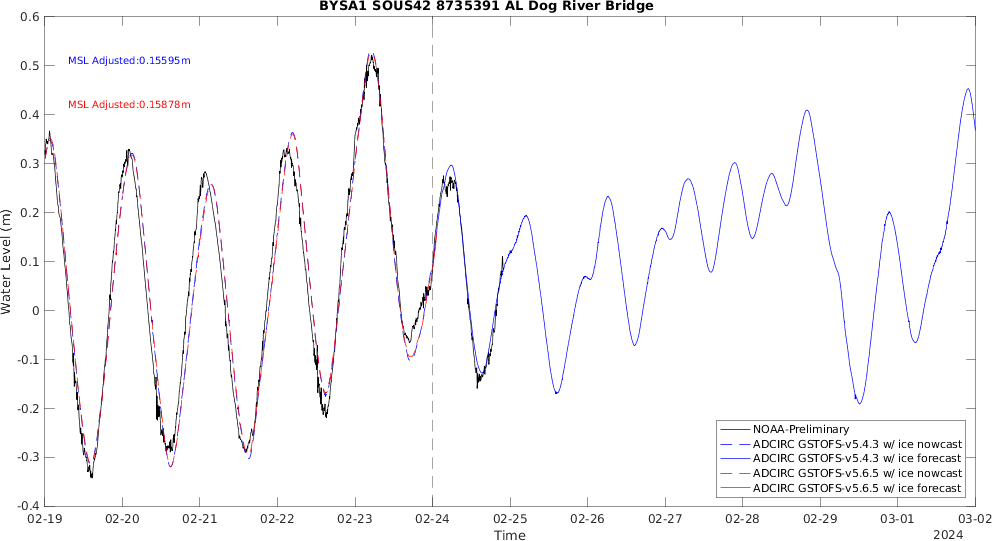 BYSA1 SOUS42 8735391 AL Dog River Bridge
MSL Adjusted:0.15595m
MSL Adjusted:0.15878m
Water Level (m)
0.6
0.5
0.4
0.3
0.2
0.1
0
-0.1
-0.2
-0.3
-0.4
NOAA-Preliminary
ADCIRC GSTOFS-v5.4.3 w/ ice nowcast
ADCIRC GSTOFS-v5.4.3 w/ ice forecast
ADCIRC GSTOFS-v5.6.5 w/ ice nowcast
ADCIRC GSTOFS-v5.6.5 w/ ice forecast
02-19 02-20 02-21 02-22 02-23 02-24 02-25 02-26 02-27 02-28 02-29 03-01 03-02
Time
2024